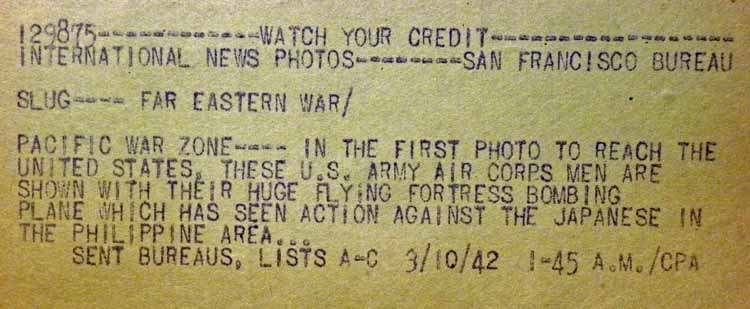 129875------------WATCH YOUR CREDIT------------------
INTERNATIONAL NEWS PHOTOS--------SAN FRANCISCO BUREAU
SLUG---- FAR EASTERN WAR/
PACIFIC WAR ZONE---- IN THE FIRST PHOTO TO REACH THE
UNITED STATES, THESE U.S. ARMY AIR CORPS MEN ARE
SHOWN WITH THEIR HUGE FLYING FORTRESS BOMBING
PLANE WHICH HAS SEEN ACTION AGAINST THE JAPANESE IN
THE PHILIPPINE AREA...
SENT BUREAUS, LISTS A-C 3/10/42 1-45 A.M./CPA